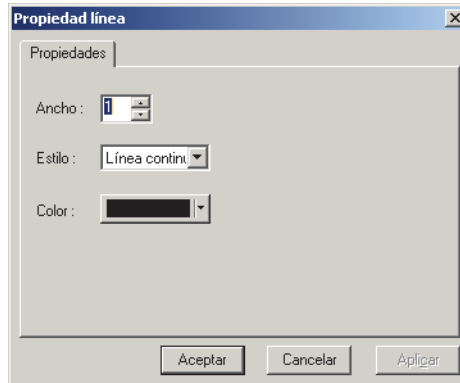 Propiedad línea
Propiedades
Ancho : 1
Estilo : Línea continu
Color :
Aceptar Cancelar Aplicar